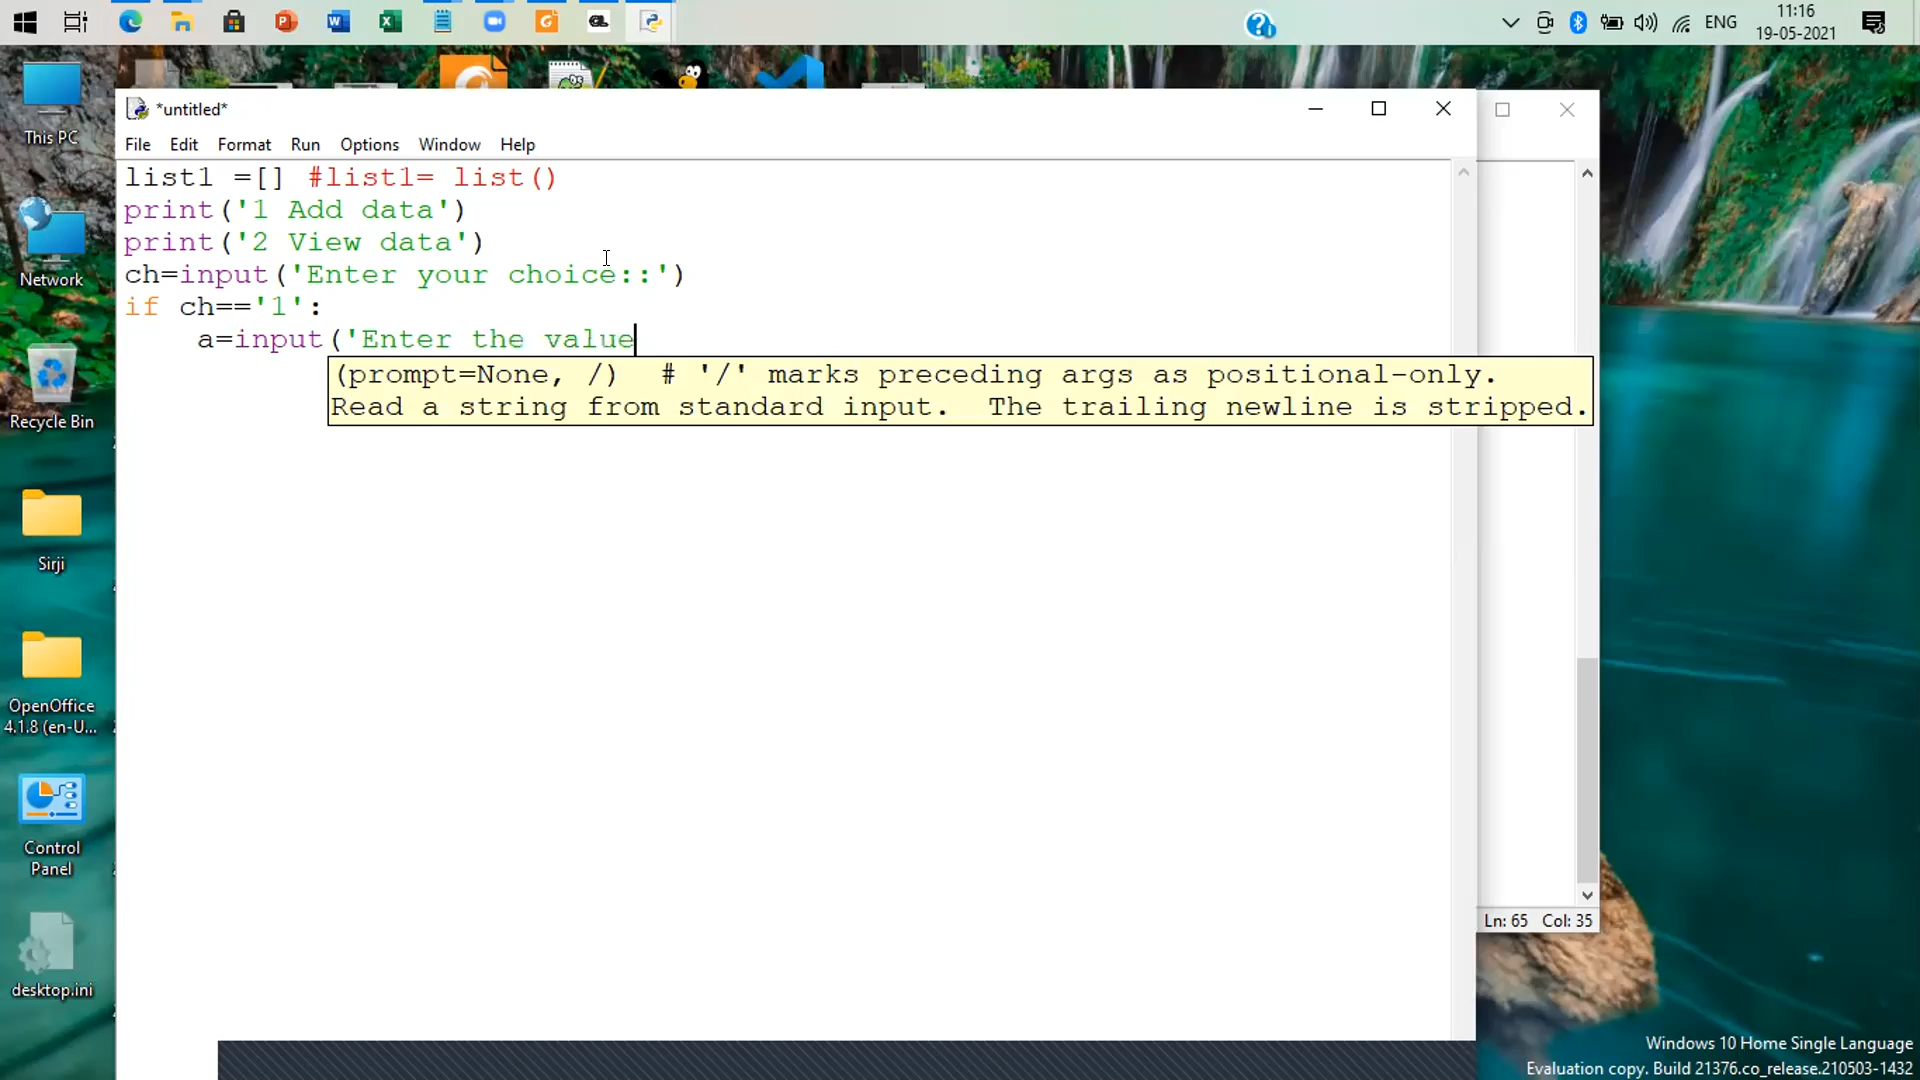 ENG
11:16
19-05-2021
This PC
Network
Recycle Bin
Sirji
OpenOffice
4.1.8 (en-U...
Control
Panel
desktop.ini
*untitled*
File Edit Format Run Options Window Help
list1 =[] #list1= list()
print('1 Add data')
print('2 View data')
ch=input('Enter your choice::')
if ch=='1':
    a=input('Enter the value
(prompt=None, /)  # '/' marks preceding args as positional-only.
Read a string from standard input.  The trailing newline is stripped.
Ln: 65 Col: 35
Windows 10 Home Single Language
Evaluation copy. Build 21376.co_release.210503-1432